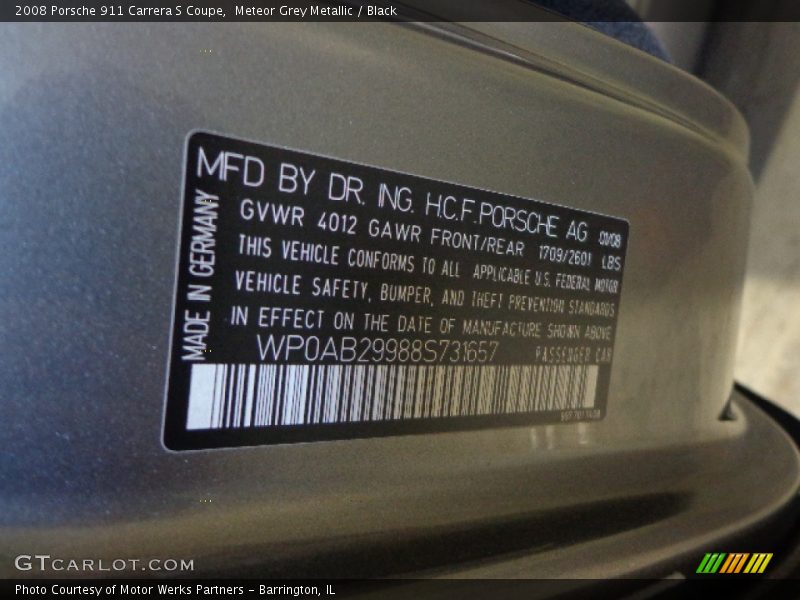 2008 Porsche 911 Carrera S Coupe,  Meteor Grey Metallic / Black
MFD BY DR. ING. H.C.F. PORSCHE AG 01/08
GVWR 4012 GAWR FRONT/REAR 1709/2601 LBS
THIS VEHICLE CONFORMS TO ALL APPLICABLE U.S. FEDERAL MOTOR
VEHICLE SAFETY, BUMPER, AND THEFT PREVENTION STANDARDS
IN EFFECT ON THE DATE OF MANUFACTURE SHOWN ABOVE
WP0AB29988S731657 PASSENGER CAR
MADE IN GERMANY
GTCARLOT.COM
Photo Courtesy of Motor Werks Partners - Barrington, IL